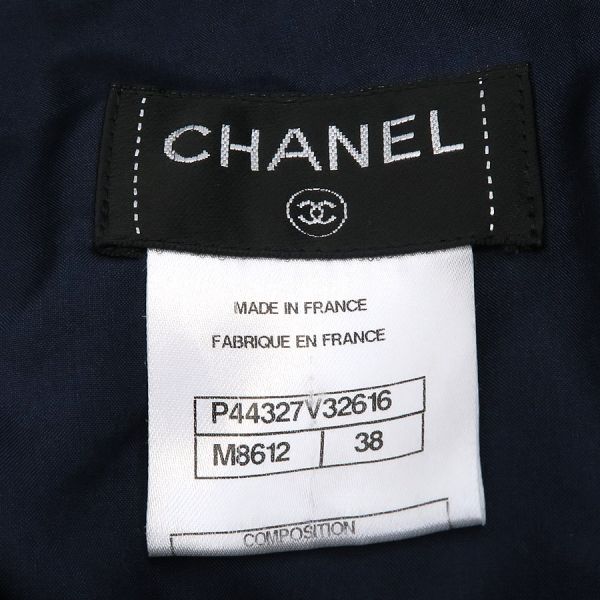 CHANEL
MADE IN FRANCE
FABRIQUE EN FRANCE
P44327V32616
M8612 38
COMPOSITION